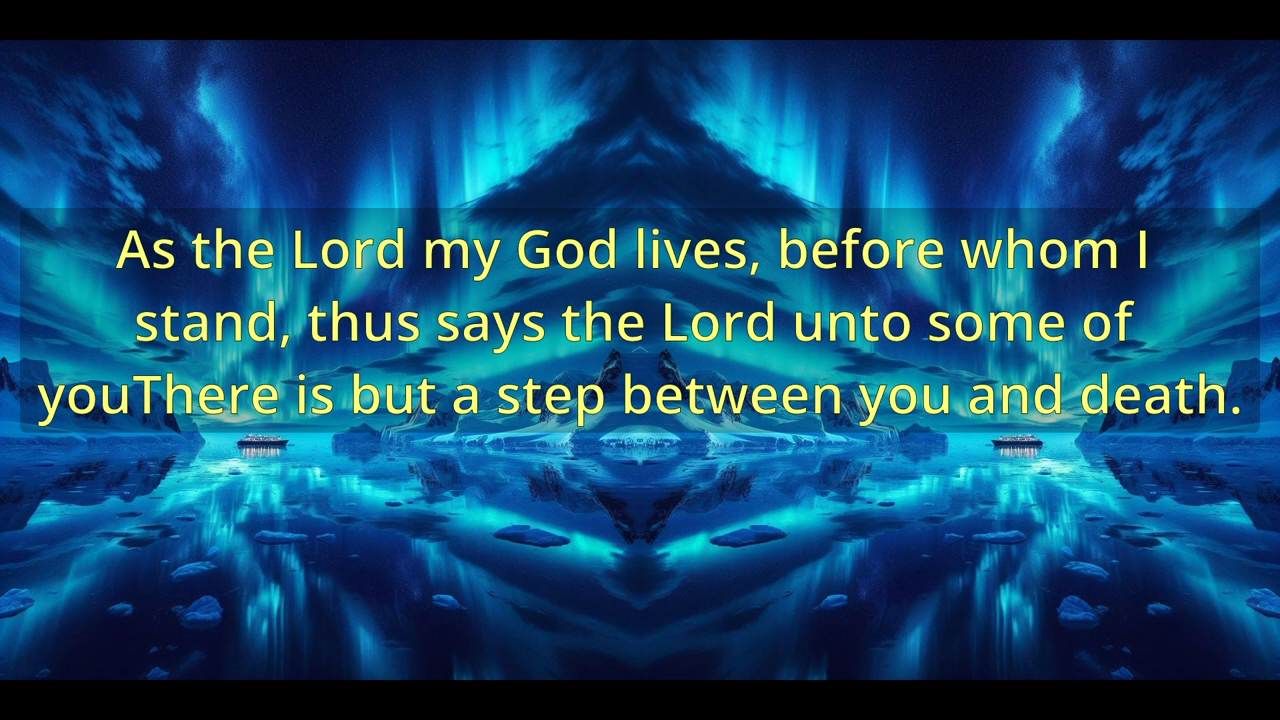 As the Lord my God lives, before whom I
stand, thus says the Lord unto some of
youThere is but a step between you and death.